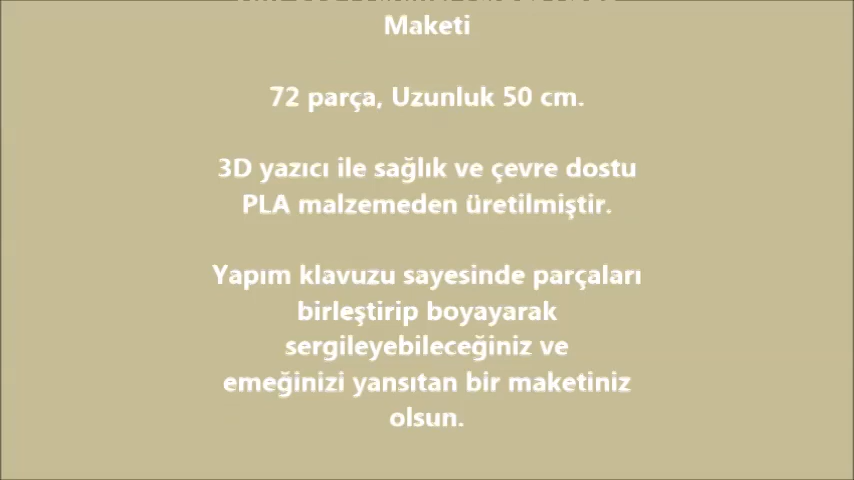 Maketi
72 parça, Uzunluk 50 cm.
3D yazıcı ile sağlık ve çevre dostu
PLA malzemeden üretilmiştir.
Yapım klavuzu sayesinde parçaları
birleştirip boyayarak
sergileyebileceğiniz ve
emeğinizi yansıtan bir maketiniz
olsun.